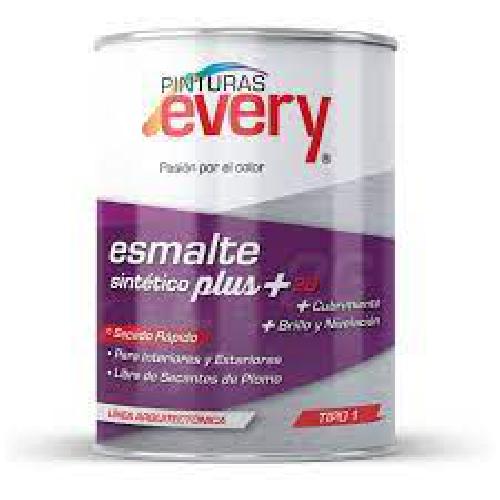 PINTURAS
every®
Pasión por el color
esmalte
sintético plus +
+ Cubrimiento
+ Brillo y Nivelación
• Secado Rápido
• Para Interiores y Exteriores
• Libre de Secantes de Plomo
LÍNEA ARQUITECTÓNICA
TIPO 1